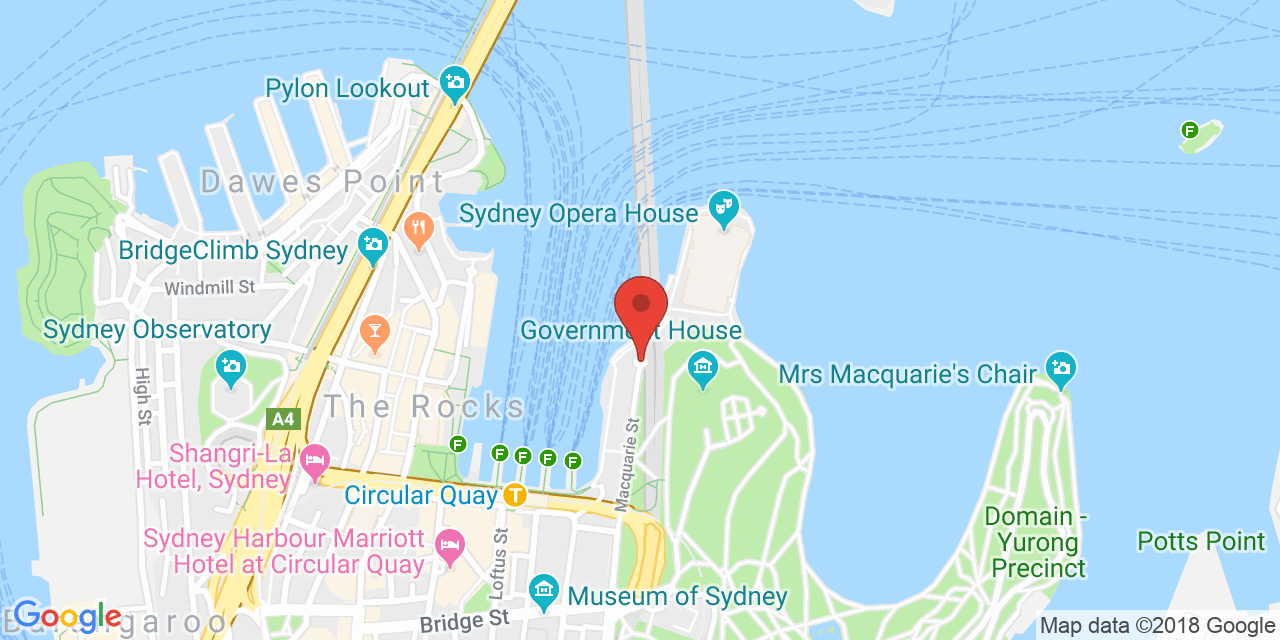 Pylon Lookout
F
Dawes Point
Sydney Opera House
BridgeClimb Sydney
Windmill St
Sydney Observatory
Government House
Mrs Macquarie's Chair
High St
The Rocks
A4
Macquarie St
F
Shangri-La
Hotel, Sydney
F
F
F
F
Circular Quay
T
Domain -
Yurong
Precinct
Sydney Harbour Marriott
Hotel at Circular Quay
Loftus St
Potts Point
Museum of Sydney
Bridge St
Barangaroo
Google
Map data ©2018 Google